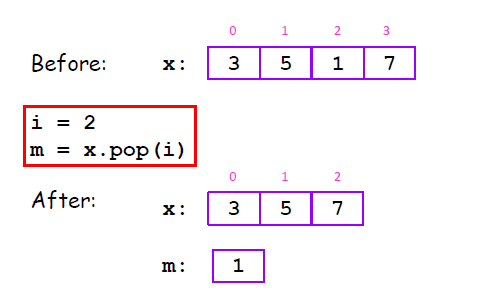 0 1 2 3
Before: x: 3 5 1 7
i = 2
m = x.pop(i)
0 1 2
After: x: 3 5 7
m: 1